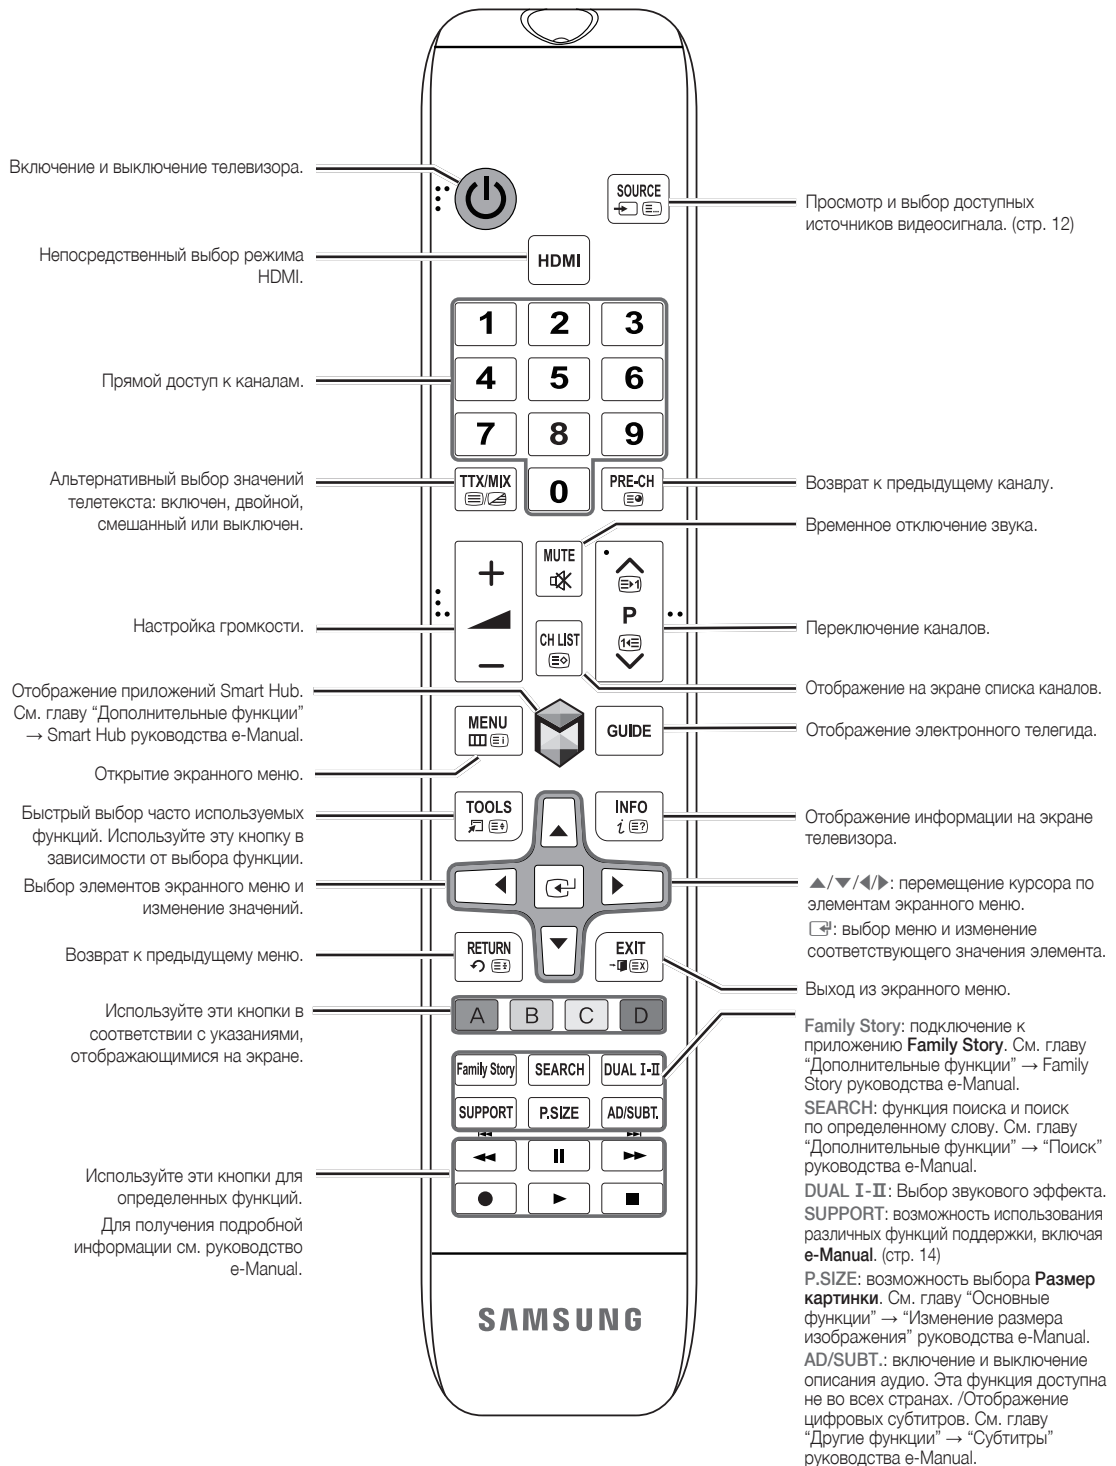 Включение и выключение телевизора.
Непосредственный выбор режима
HDMI.
Прямой доступ к каналам.
Альтернативный выбор значений
телетекста: включен, двойной,
смешанный или выключен.
Настройка громкости.
Отображение приложений Smart Hub.
См. главу “Дополнительные функции”
→ Smart Hub руководства e-Manual.
Открытие экранного меню.
Быстрый выбор часто используемых
функций. Используйте эту кнопку в
зависимости от выбора функции.
Выбор элементов экранного меню и
изменение значений.
Возврат к предыдущему меню.
Используйте эти кнопки в
соответствии с указаниями,
отображающимися на экране.
Используйте эти кнопки для
определенных функций.
Для получения подробной
информации см. руководство
e-Manual.
SOURCE
HDMI
1 2 3
4 5 6
7 8 9
TTX/MIX 0 PRE-CH
MUTE
P
CH LIST
MENU GUIDE
TOOLS INFO
RETURN EXIT
A B C D
Family Story SEARCH DUAL I-II
SUPPORT P.SIZE AD/SUBT.
SAMSUNG
Просмотр и выбор доступных
источников видеосигнала. (стр. 12)
Возврат к предыдущему каналу.
Временное отключение звука.
Переключение каналов.
Отображение на экране списка каналов.
Отображение электронного телегида.
Отображение информации на экране
телевизора.
▲/▼/◀/▶: перемещение курсора по
элементам экранного меню.
: выбор меню и изменение
соответствующего значения элемента.
Выход из экранного меню.
Family Story: подключение к
приложению Family Story. См. главу
“Дополнительные функции” → Family
Story руководства e-Manual.
SEARCH: функция поиска и поиск
по определенному слову. См. главу
“Дополнительные функции” → “Поиск”
руководства e-Manual.
DUAL I-II: Выбор звукового эффекта.
SUPPORT: возможность использования
различных функций поддержки, включая
e-Manual. (стр. 14)
P.SIZE: возможность выбора Размер
картинки. См. главу “Основные
функции” → “Изменение размера
изображения” руководства e-Manual.
AD/SUBT.: включение и выключение
описания аудио. Эта функция доступна
не во всех странах. /Отображение
цифровых субтитров. См. главу
“Другие функции” → “Субтитры”
руководства e-Manual.